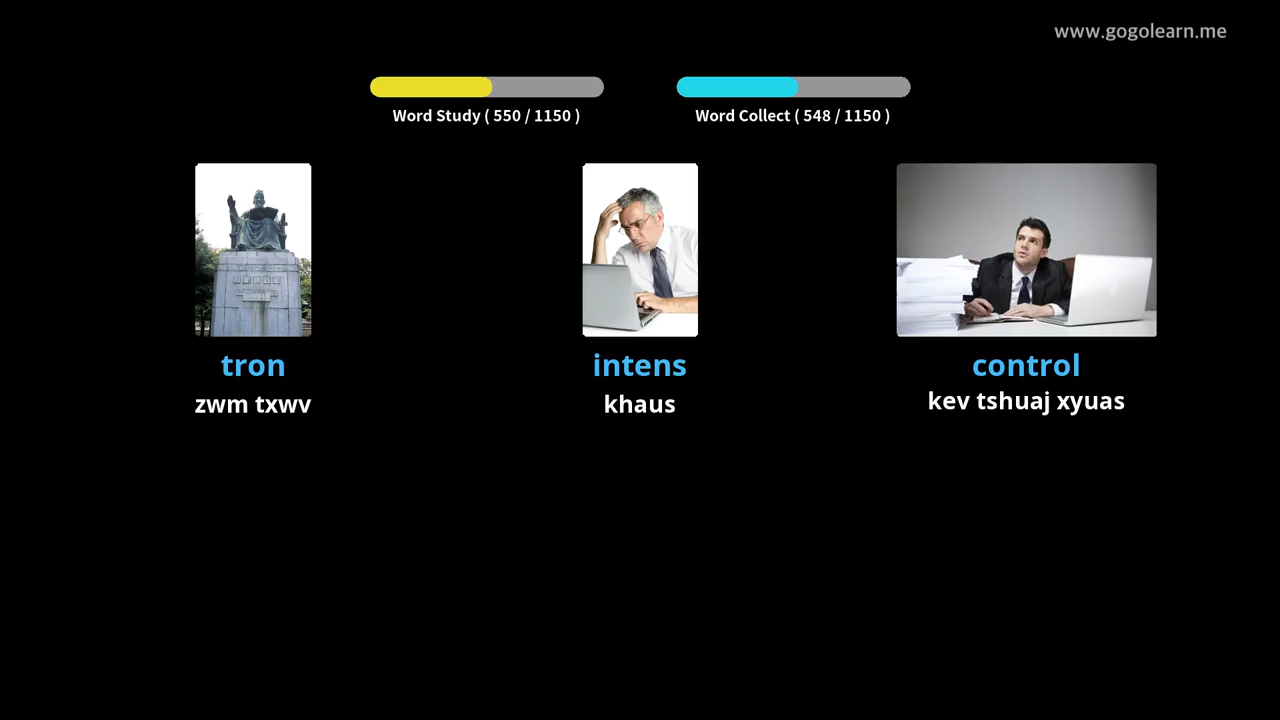 www.gogolearn.me
Word Study ( 550 / 1150 )
Word Collect ( 548 / 1150 )
tron
zwm txwv
intens
khaus
control
kev tshuaj xyuas